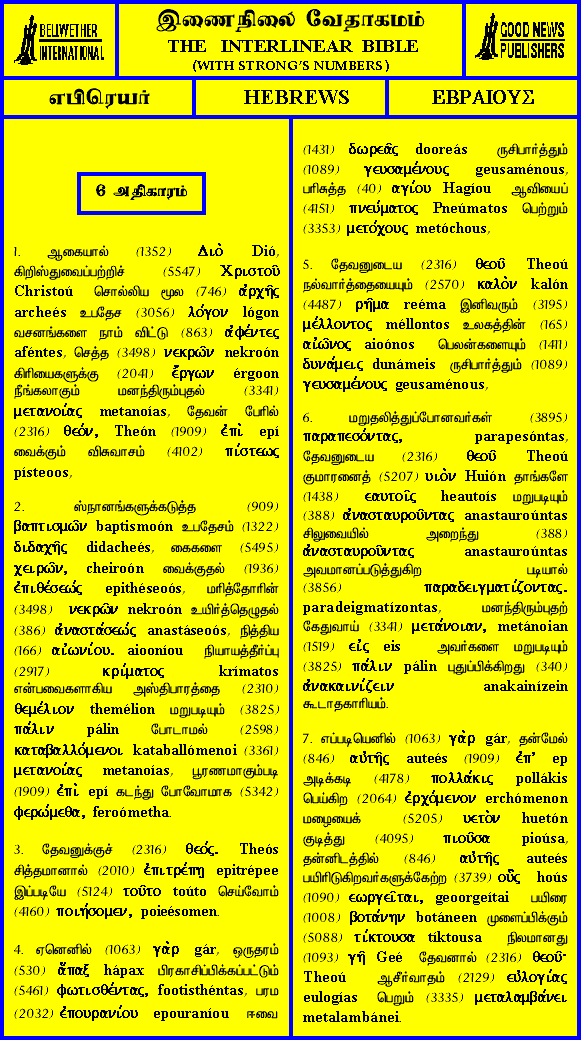 BELLWETHER
INTERNATIONAL
இணைநிலை வேதாகமம்
THE INTERLINEAR BIBLE
(WITH STRONG'S NUMBERS)
GOOD NEWS
PUBLISHERS
எபிரெயர்
HEBREWS
ΕΒΡΑΙΟΥΣ
6 அதிகாரம்
1. ஆகையால் (1352) Διὸ Dió,
கிறிஸ்துவைப்பற்றிச் (5547) Χριστοῦ
Christoú சொல்லிய மூல (746) ἀρχῆς
archeés உபதேச (3056) λόγον lógon
வசனங்களை நாம் விட்டு (863) ἀφέντες
aféntes, செத்த (3498) νεκρῶν nekroón
கிரியைகளுக்கு (2041) ἔργων érgoon
நீங்கலாகும் மனந்திரும்புதல் (3341)
μετανοίας metanoías, தேவன் பேரில்
(2316) θεόν, Theón (1909) ἐπὶ epí
வைக்கும் விசுவாசம் (4102) πίστεως
písteoos,
2. ஸ்நானங்களுக்கடுத்த (909)
βαπτισμῶν baptismoón உபதேசம் (1322)
διδαχῆς didacheés, கைகளை (5495)
χειρῶν, cheirοón வைக்குதல் (1936)
ἐπιθέσεώς epithéseoós, மரித்தோரின்
(3498) νεκρῶν nekroón உயிர்த்தெழுதல்
(386) ἀναστάσεώς anastáseoós, நித்திய
(166) αἰωνίου. aiooníou நியாயத்தீர்ப்பு
(2917) κρίματος krímatos
என்பவைகளாகிய அஸ்திபாரத்தை (2310)
θεμέλιον themélion மறுபடியும் (3825)
πάλιν pálin போடாமல் (2598)
καταβαλλόμενοι kataballómenoi (3361)
μετανοίας metanoías, பூரணமாகும்படி
(1909) ἐπὶ epí கடந்து போவோமாக (5342)
φερώμεθα, feroómetha.
3. தேவனுக்குச் (2316) θεός. Theós
சித்தமானால் (2010) ἐπιτρέπῃ epitrépee
இப்படியே (5124) τοῦτο toúto செய்வோம்
(4160) ποιήσομεν, poieésomen.
4. ஏனெனில் (1063) γὰρ gár, ஒருதரம்
(530) ἅπαξ hápax பிரகாசிப்பிக்கப்பட்டும்
(5461) φωτισθέντας, footisthéntas, பரம
(2032) ἐπουρανίου epouraníou ஈவை
(1431) δωρεᾶς dooreás ருசிபார்த்தும்
(1089) γευσαμένους geusaménous,
பரிசுத்த (40) αγίου Hagíou ஆவியைப்
(4151) πνεύματος Pneúmatos பெற்றும்
(3353) μετόχους metóchous,
5. தேவனுடைய (2316) θεοῦ Theoú
நல்வார்த்தையையும் (2570) καλὸν kalón
(4487) ρῆμα reéma இனிவரும் (3195)
μέλλοντος méllontos உலகத்தின் (165)
αἰῶνος aioónos பெலன்களையும் (1411)
δυνάμεις dunámeis ருசிபார்த்தும் (1089)
γευσαμένους geusaménous,
6. மறுதலித்துப்போனவர்கள் (3895)
παραπεσόντας, parapesóntas,
தேவனுடைய (2316) θεοῦ Theoú
குமாரனைத் (5207) υιὸν Huión தாங்களே
(1438) εαυτοῖς heautoís மறுபடியும்
(388) ἀνασταυροῦντας anastauroúntas
சிலுவையில் அறைந்து (388)
ἀνασταυροῦντας anastauroúntas
அவமானப்படுத்துகிற படியால்
(3856) παραδειγματίζοντας.
paradeigmatízontas, மனந்திரும்புதற்
கேதுவாய் (3341) μετάνοιαν, metánoian
(1519) εἰς eis அவர்களை மறுபடியும்
(3825) πάλιν pálin புதுப்பிக்கிறது (340)
ἀνακαινίζειν anakainízein
கூடாதகாரியம்.
7. எப்படியெனில் (1063) γὰρ gár, தன்மேல்
(846) αὐτῆς auteés (1909) ἐπ' ep
அடிக்கடி (4178) πολλάκις pollákis
பெய்கிற (2064) ἐρχόμενον erchómenon
மழையைக் (5205) υετὸν huetón
குடித்து (4095) πιοῦσα pioúsa,
தன்னிடத்தில் (846) αὐτῆς auteés
பயிரிடுகிறவர்களுக்கேற்ற (3739) οὓς hoús
(1090) εωργεῖται, geoorgeítai பயிரை
(1008) βοτάνην botáneen முளைப்பிக்கும்
(5088) τίκτουσα tíktousa நிலமானது
(1093) γῆ Geé தேவனால் (2316) θεοῦ·
Theoú ஆசீர்வாதம் (2129) εὐλογίας
eulogías பெறும் (3335) μεταλαμβάνει
metalambánei.